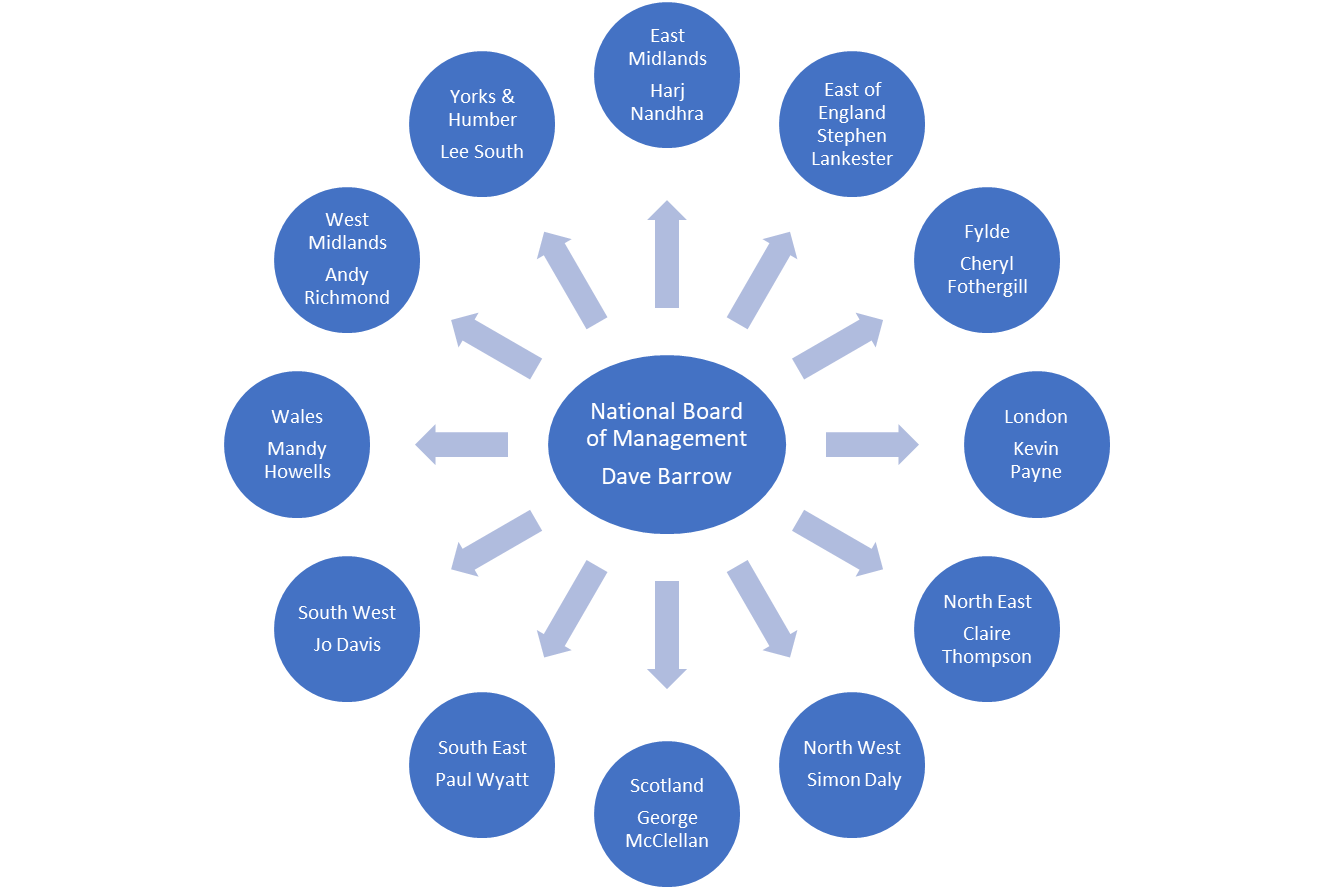 East
Midlands
Harj
Nandhra
East of
England
Stephen
Lankester
Fylde
Cheryl
Fothergill
London
Kevin
Payne
North East
Claire
Thompson
North West
Simon Daly
Scotland
George
McClellan
South East
Paul Wyatt
South West
Jo Davis
Wales
Mandy
Howells
West
Midlands
Andy
Richmond
Yorks &
Humber
Lee South
National Board
of Management
Dave Barrow